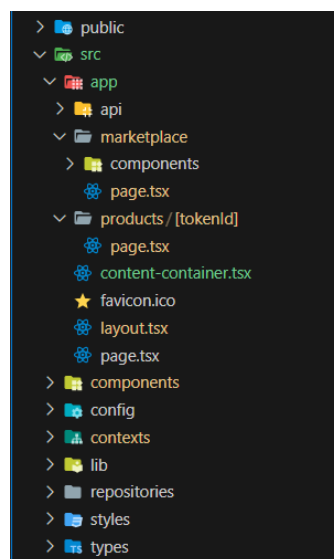 public
src
app
api
marketplace
components
page.tsx
products/[tokenId]
page.tsx
content-container.tsx
favicon.ico
layout.tsx
page.tsx
components
config
contexts
lib
repositories
styles
types